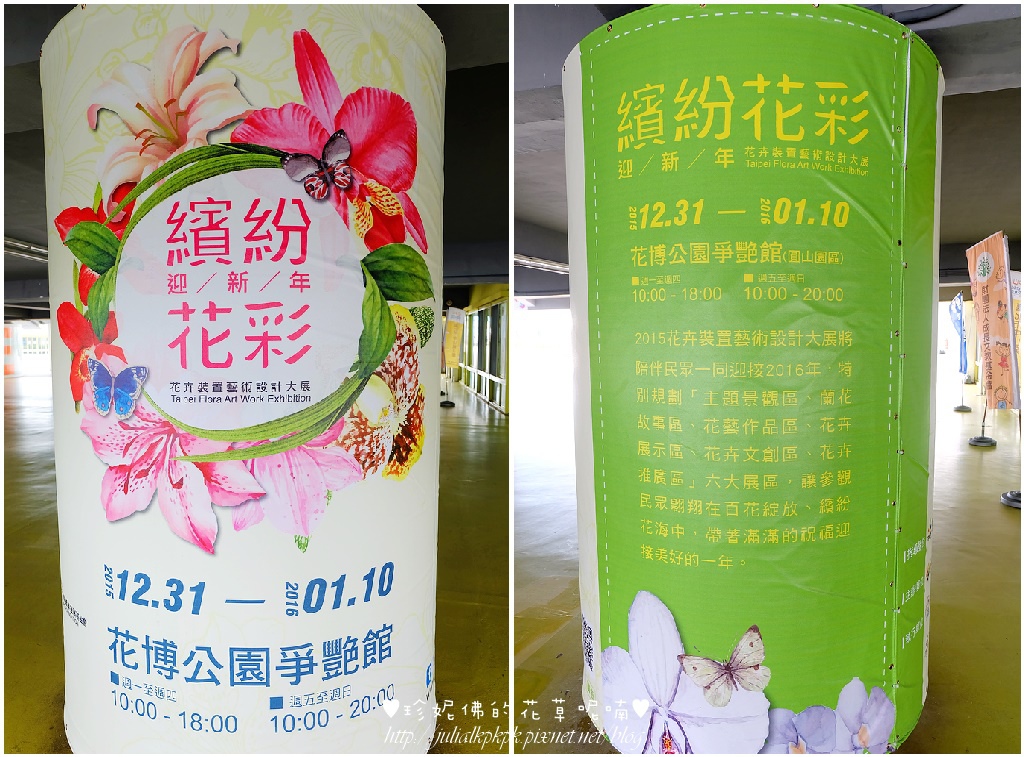 繽紛
迎／新／年
花彩
花卉裝置藝術設計大展
Taipei Flora Art Work Exhibition
2015 12.31 — 2016 01.10
花博公園爭艷館
■ 週一至週四 ■ 週五至週日
10:00 - 18:00 10:00 - 20:00
繽紛花彩
迎／新／年 花卉裝置藝術設計大展
Taipei Flora Art Work Exhibition
2015 12.31 — 2016 01.10
花博公園爭艷館(圓山園區)
■ 週一至週四 ■ 週五至週日
10:00 - 18:00 10:00 - 20:00
2015花卉裝置藝術設計大展將
陪伴民眾一同迎接2016年，特
別規劃「主題景觀區、蘭花
故事區、花藝作品區、花卉
展示區、花卉文創區、花卉
推展區」六大展區，讓參觀
民眾翱翔在百花綻放、繽紛
花海中，帶著滿滿的祝福迎
接美好的一年。
♥珍妮佛的花草呢喃♥
http://julialkpkpk.pixnet.net/blog